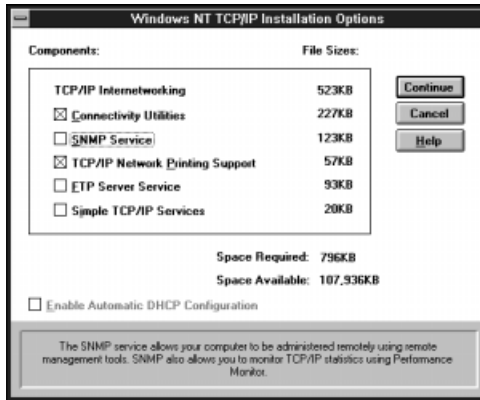 Windows NT TCP/IP Installation Options
Components: File Sizes:
TCP/IP Internetworking 523KB
Connectivity Utilities 227KB
SNMP Service 123KB
TCP/IP Network Printing Support 57KB
FTP Server Service 93KB
Simple TCP/IP Services 20KB
Continue
Cancel
Help
Space Required: 796KB
Space Available: 107,936KB
Enable Automatic DHCP Configuration
The SNMP service allows your computer to be administered remotely using remote
management tools. SNMP also allows you to monitor TCP/IP statistics using Performance
Monitor.